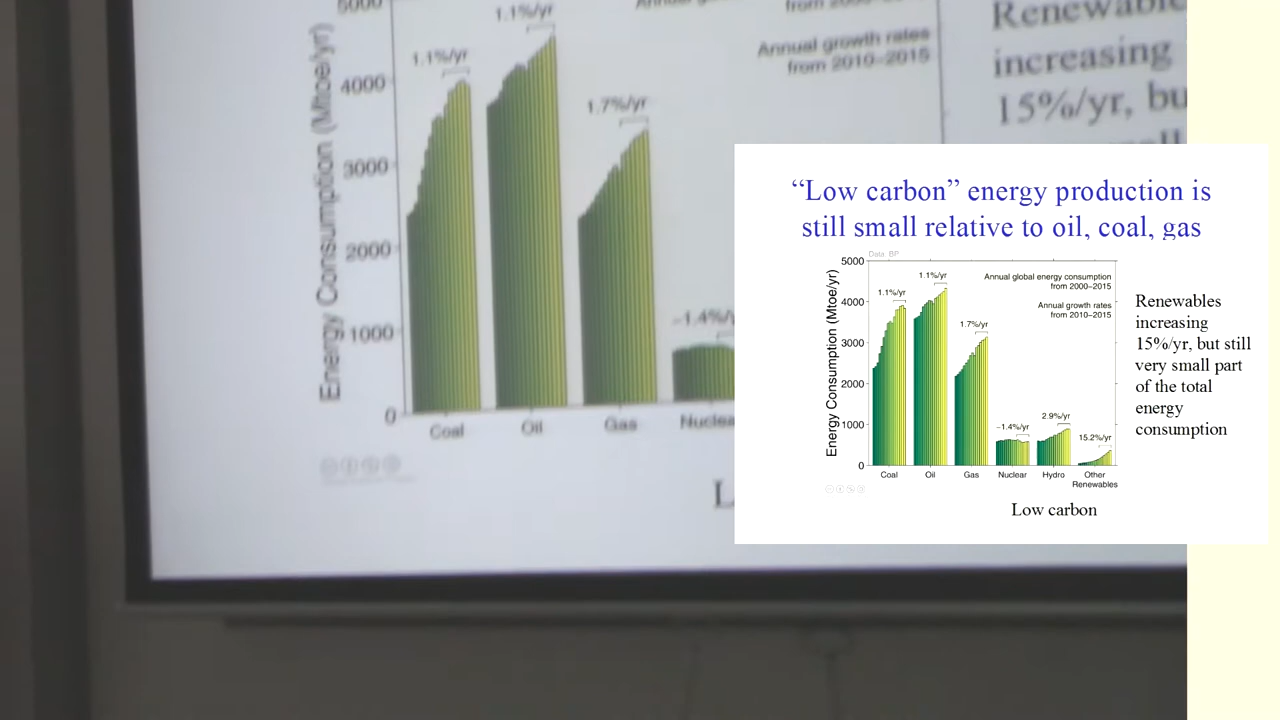 5000
1.1%/yr
from 2000–2015
Renewable
1.1%/yr
Annual growth rates
from 2010–2015
increasing
4000
1.7%/yr
15%/yr, bu
3000
2000
–1.4%/y
1000
0
Energy Consumption (Mtoe/yr)
Coal
Oil
Gas
Nuclea
L
“Low carbon” energy production is
still small relative to oil, coal, gas
Data: BP
5000
1.1%/yr
Annual global energy consumption
from 2000–2015
1.1%/yr
4000
Annual growth rates
from 2010–2015
1.7%/yr
3000
2000
2.9%/yr
1000
–1.4%/yr
15.2%/yr
0
Energy Consumption (Mtoe/yr)
Coal
Oil
Gas
Nuclear
Hydro
Other
Renewables
Renewables
increasing
15%/yr, but still
very small part
of the total
energy
consumption
Low carbon